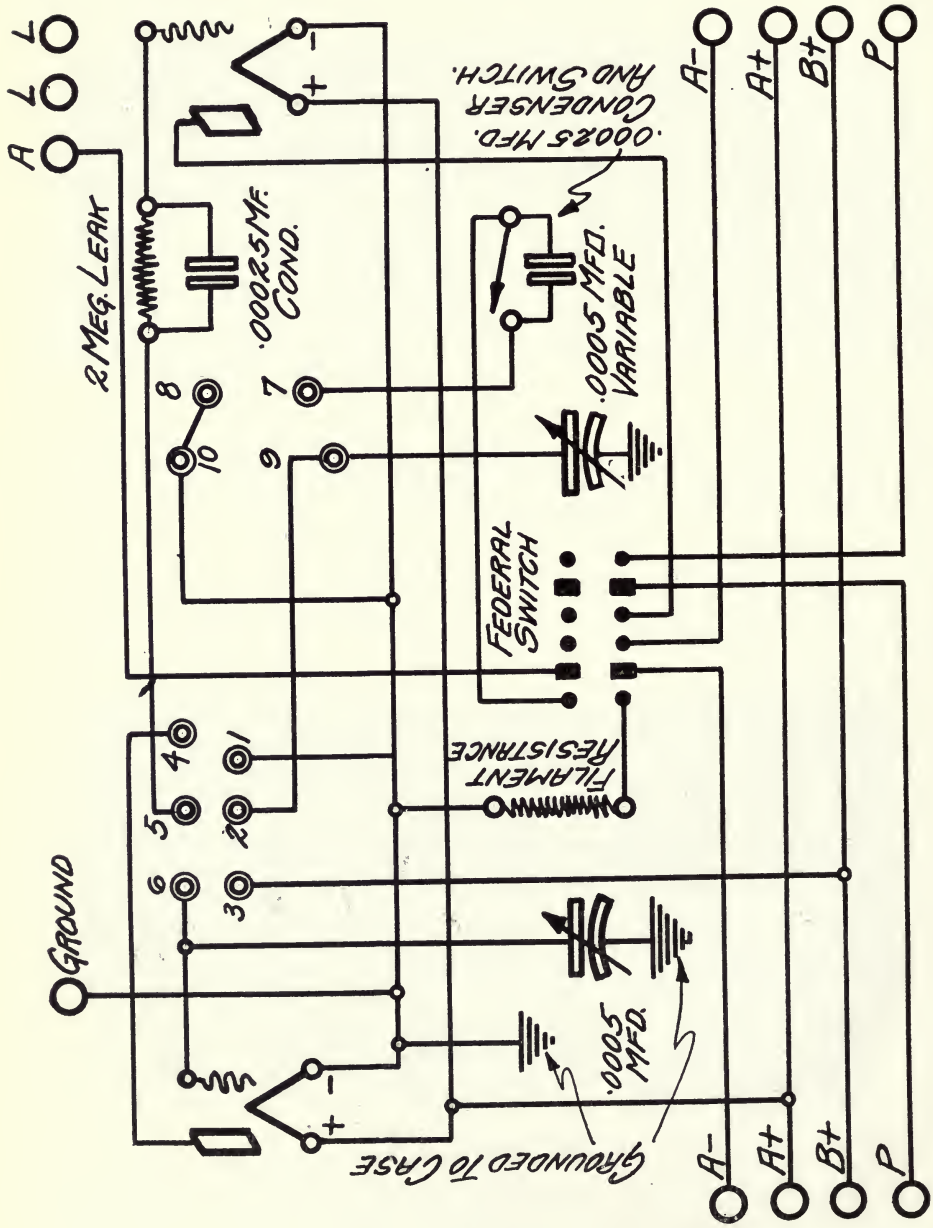 L
L
A
2 MEG. LEAK
.00025 MF.
COND.
-
+
.00025 MFD.
CONDENSER
AND SWITCH.
A-
A+
B+
P
8
7
10
9
.0005 MFD.
VARIABLE
FEDERAL
SWITCH
4
1
5
2
6
3
FILAMENT
RESISTANCE
GROUND
.0005
MFD.
-
+
GROUNDED TO CASE
A-
A+
B+
P